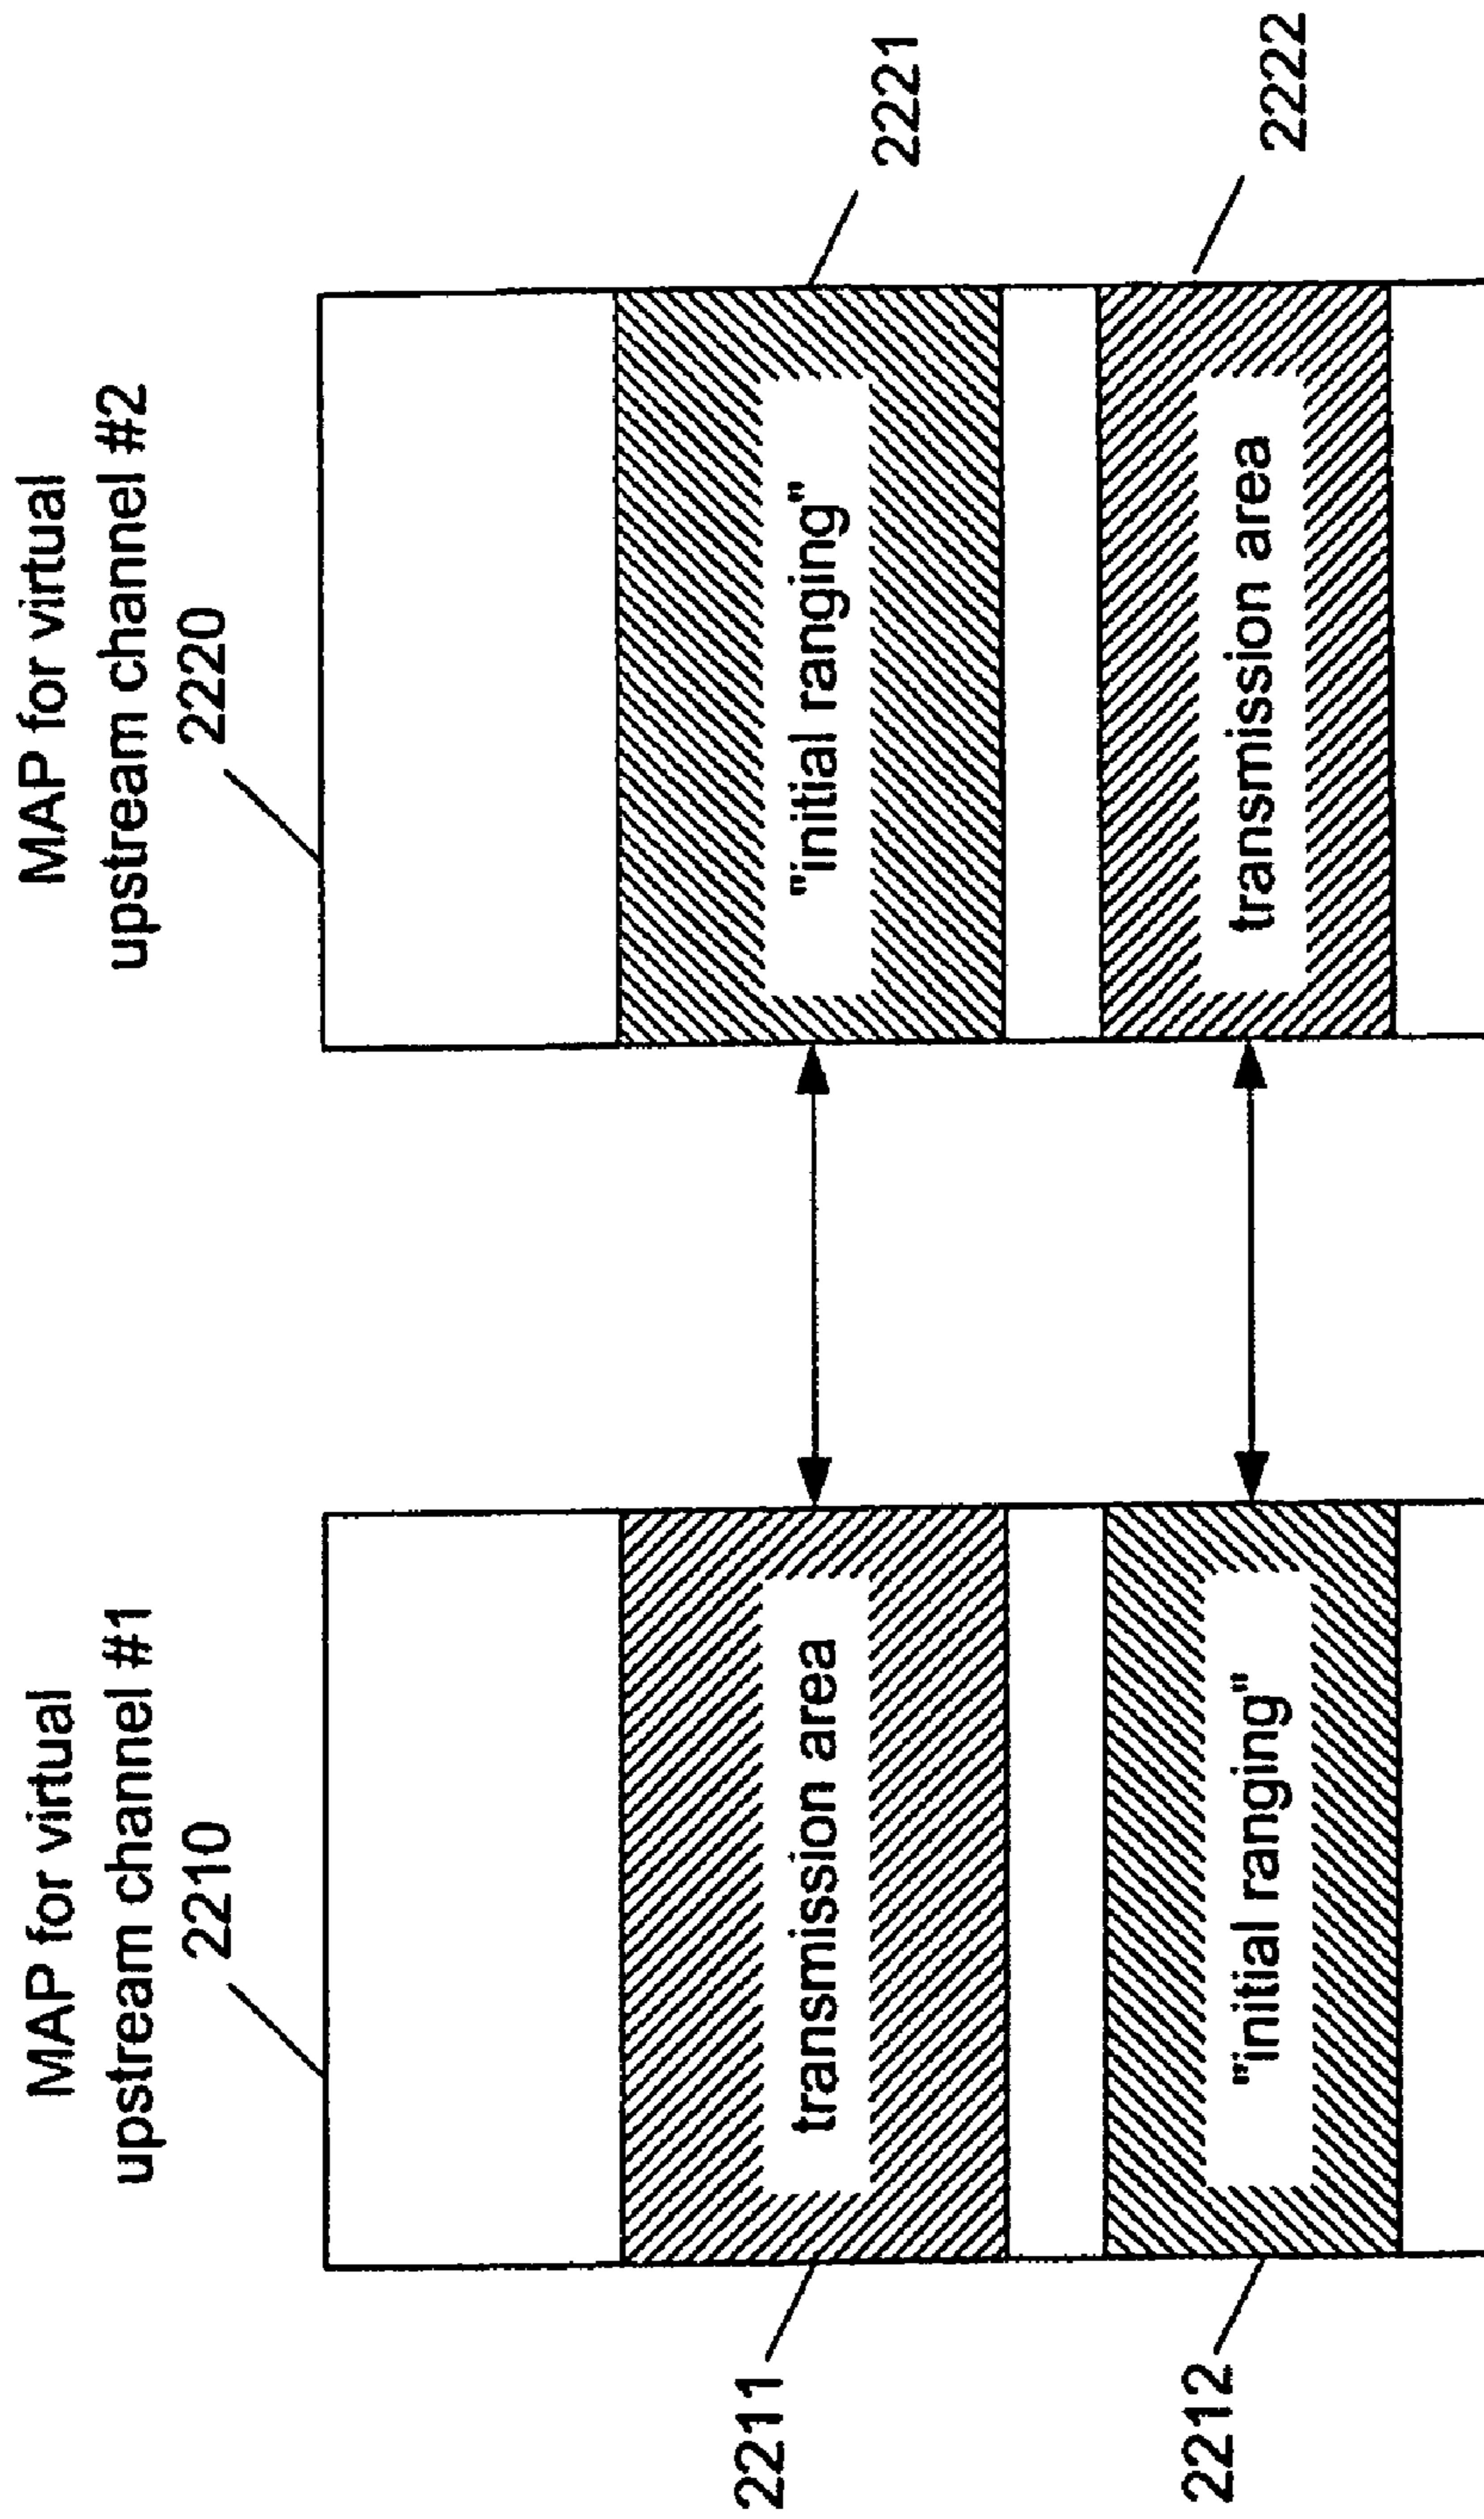 MAP for virtual
upstream channel #1
2210
2211
transmission area
2212
"initial ranging"
MAP for virtual
upstream channel #2
2220
"initial ranging"
2221
transmission area
2222